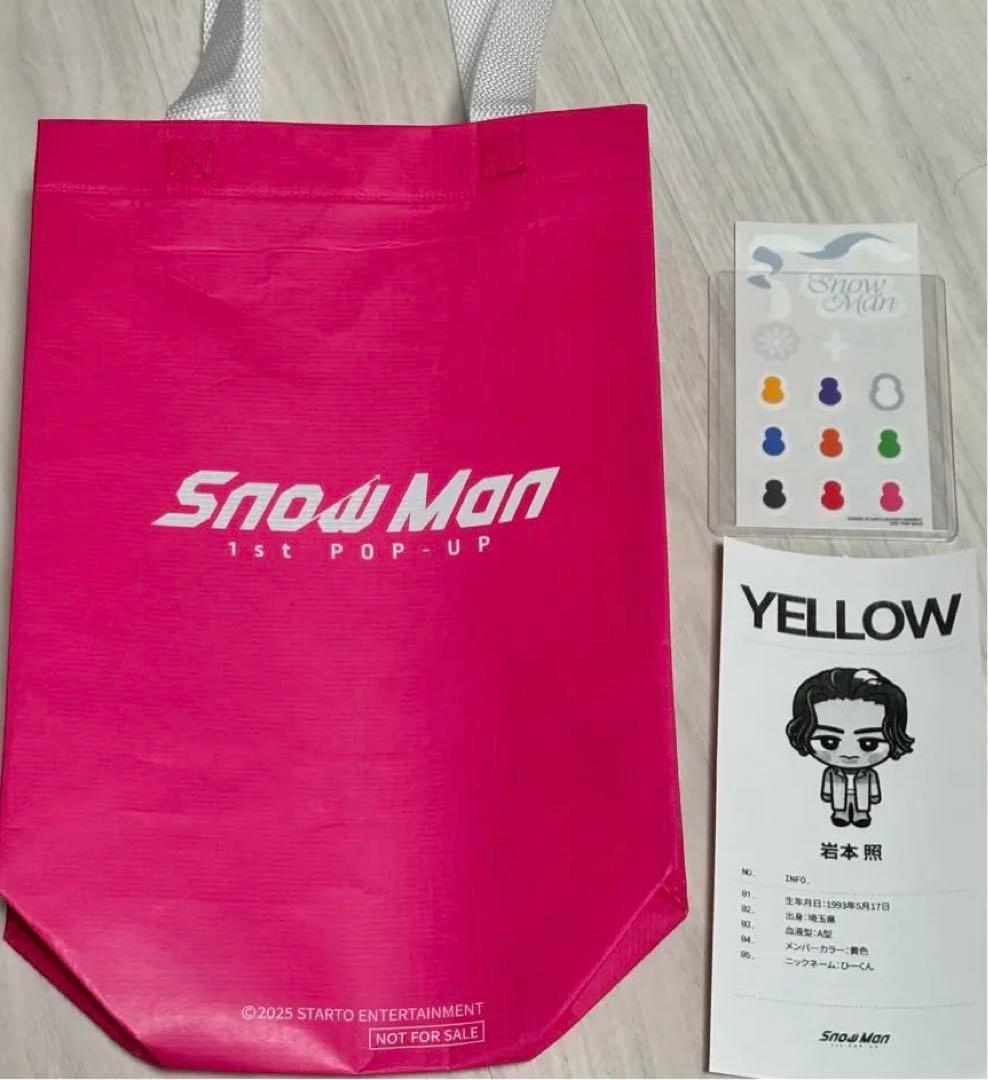 Snow Man
1st POP-UP
©2025 STARTO ENTERTAINMENT
NOT FOR SALE
Snow
Man
YELLOW
岩本 照
NO. INFO.
01. 生年月日:1993年5月17日
02. 出身:埼玉県
03. 血液型:A型
04. メンバーカラー:黄色
05. ニックネーム:ひーくん
Snow Man
1st POP-UP